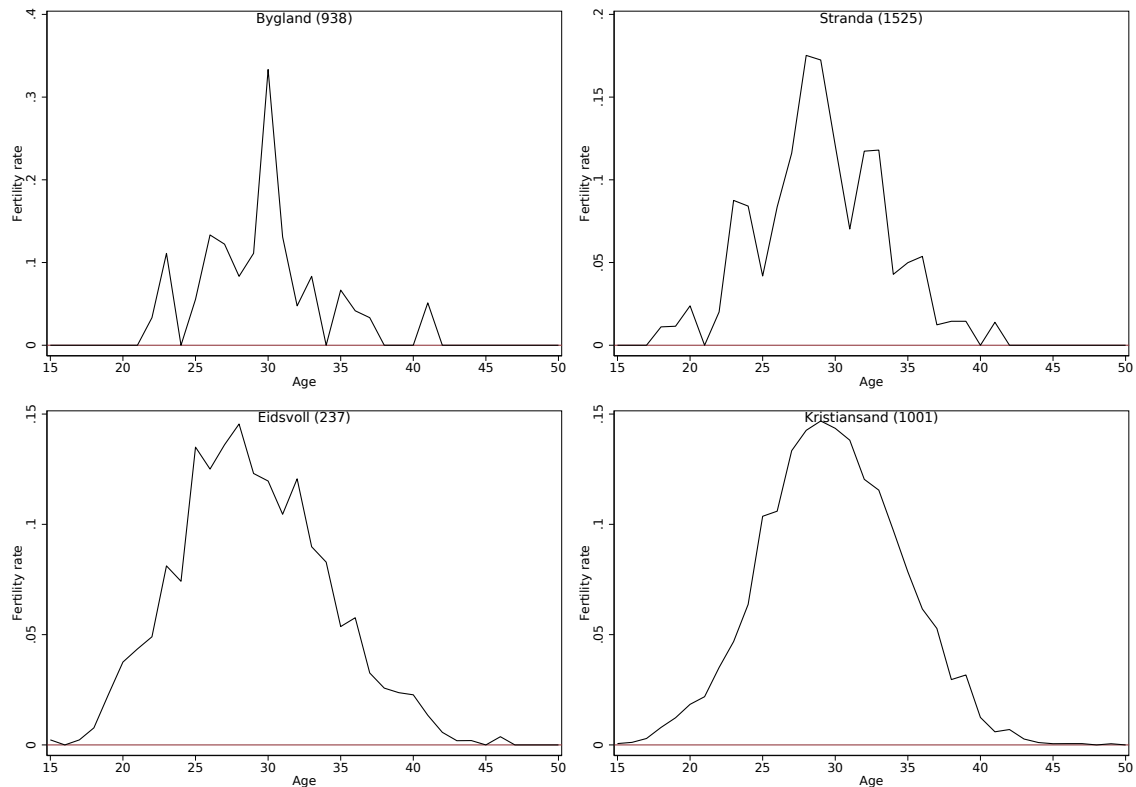 Bygland (938)
Fertility rate
0 .1 .2 .3 .4
15 20 25 30 35 40 45 50
Age
Stranda (1525)
Fertility rate
0 .05 .1 .15 .2
15 20 25 30 35 40 45 50
Age
Eidsvoll (237)
Fertility rate
0 .05 .1 .15
15 20 25 30 35 40 45 50
Age
Kristiansand (1001)
Fertility rate
0 .05 .1 .15
15 20 25 30 35 40 45 50
Age